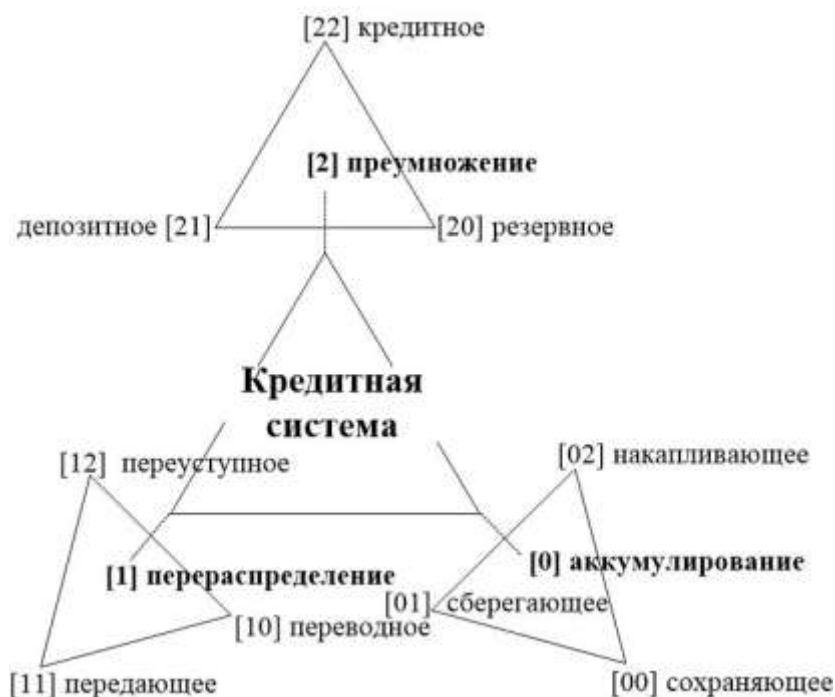 [22] кредитное
[2] преумножение
депозитное [21]
[20] резервное
Кредитная
система
[12] переуступное
[02] накапливающее
[1] перераспределение
[0] аккумулирование
[01] сберегающее
[10] переводное
[11] передающее
[00] сохраняющее